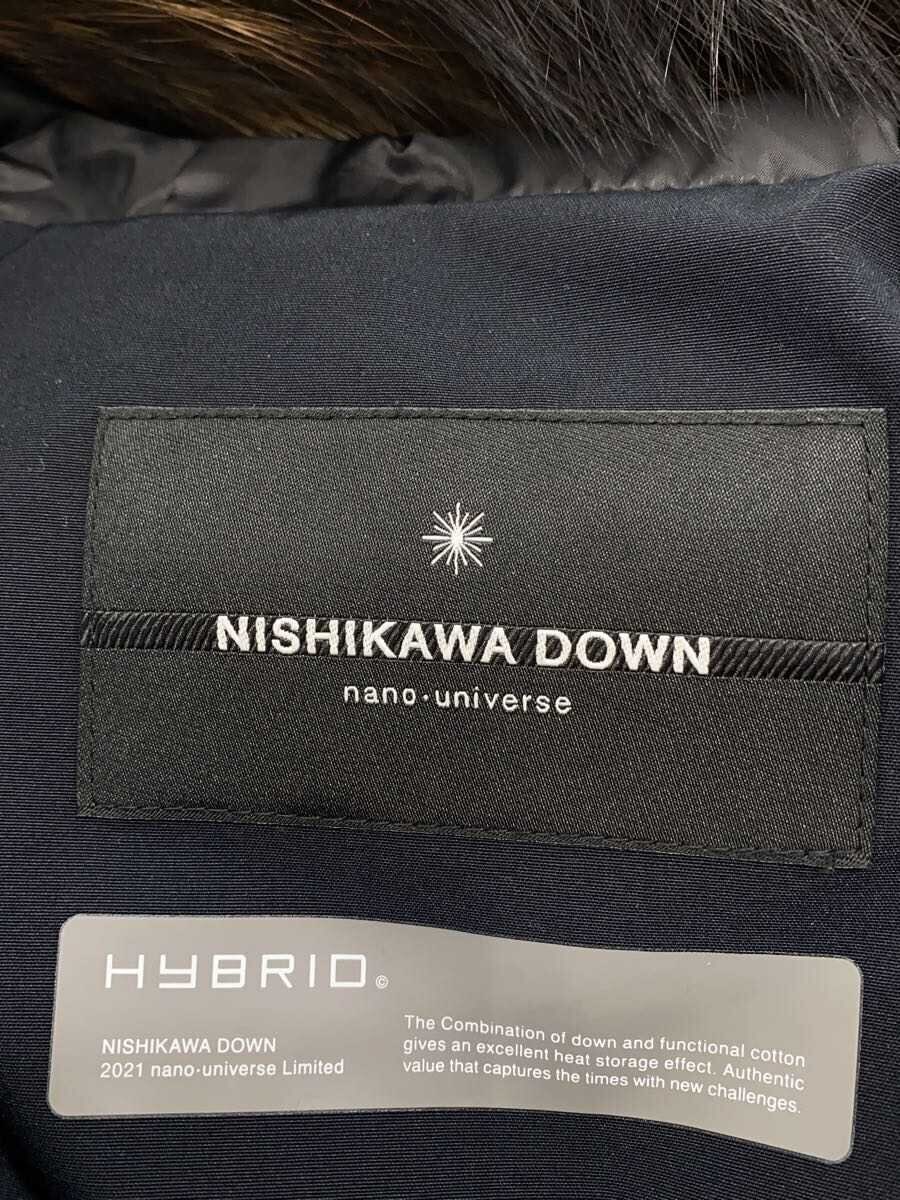 NISHIKAWA DOWN
nano·universe
HYBRID©
NISHIKAWA DOWN
2021 nano·universe Limited
The Combination of down and functional cotton
gives an excellent heat storage effect. Authentic
value that captures the times with new challenges.